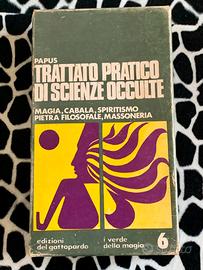 PAPUS
TRATTATO PRATICO
DI SCIENZE OCCULTE
MAGIA, CABALA, SPIRITISMO
PIETRA FILOSOFALE, MASSONERIA
edizioni
del gattopardo
i verde
della magia
6